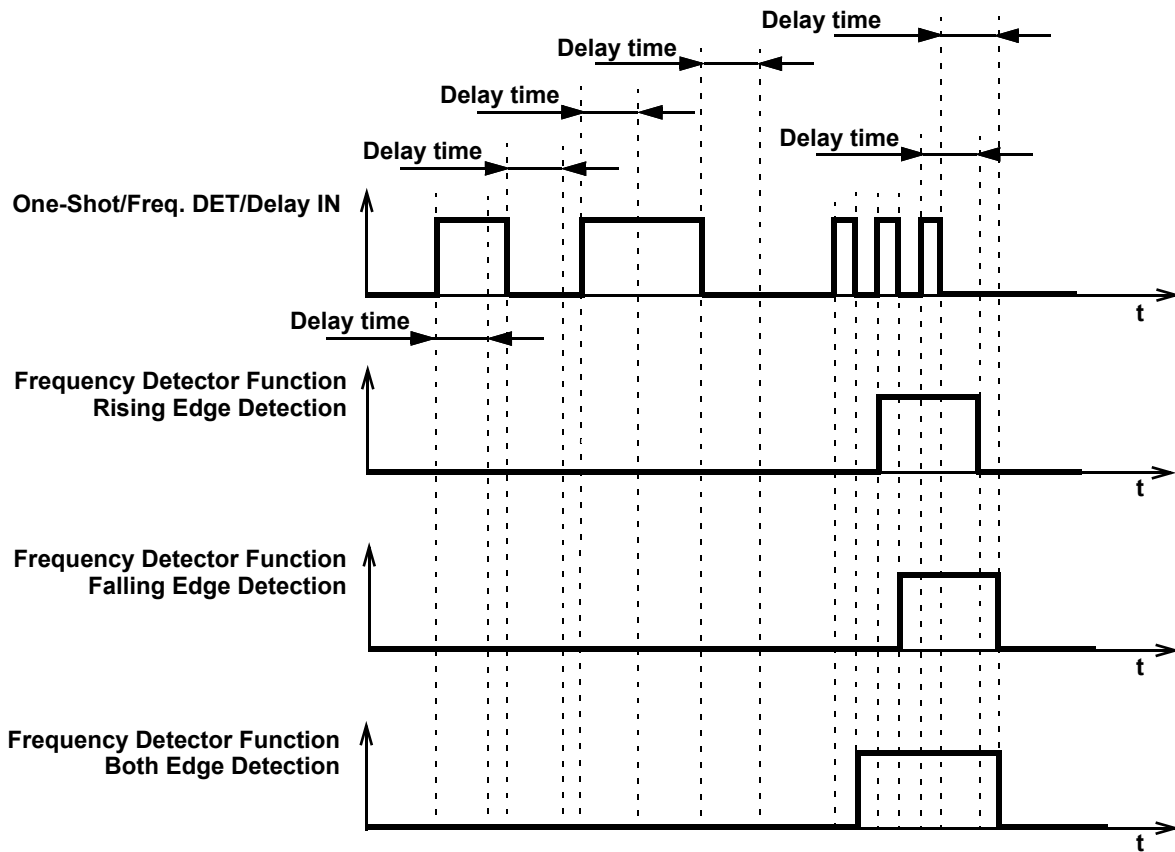 Delay time
Delay time
Delay time
Delay time
Delay time
One-Shot/Freq. DET/Delay IN
t
Delay time
Frequency Detector Function
Rising Edge Detection
t
Frequency Detector Function
Falling Edge Detection
t
Frequency Detector Function
Both Edge Detection
t